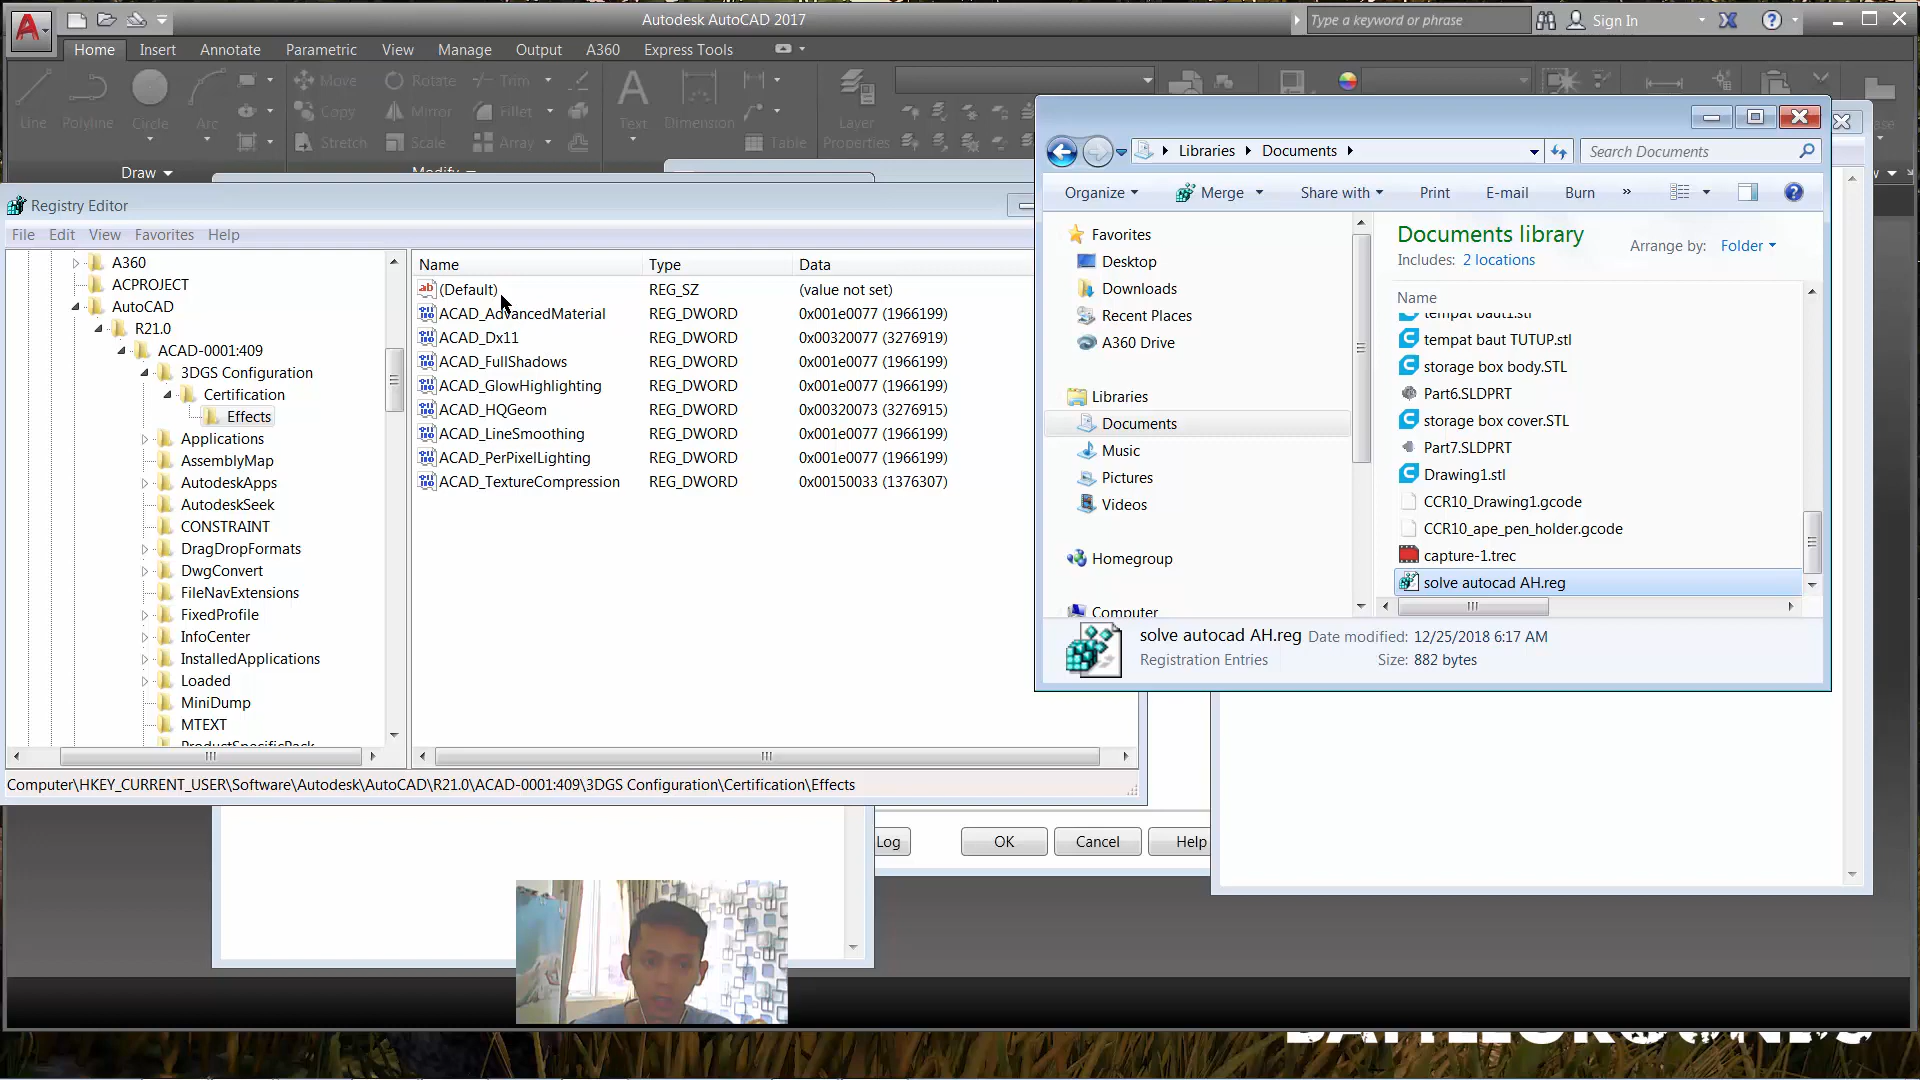 Autodesk AutoCAD 2017
Type a keyword or phrase
Sign In
Home Insert Annotate Parametric View Manage Output A360 Express Tools
Line
Polyline
Circle
Arc
Move
Rotate
Trim
Copy
Mirror
Fillet
Stretch
Scale
Array
Text
Dimension
Table
Layer
Properties
Draw
Registry Editor
File Edit View Favorites Help
A360
ACPROJECT
AutoCAD
R21.0
ACAD-0001:409
3DGS Configuration
Certification
Effects
Applications
AssemblyMap
AutodeskApps
AutodeskSeek
CONSTRAINT
DragDropFormats
DwgConvert
FileNavExtensions
FixedProfile
InfoCenter
InstalledApplications
Loaded
MiniDump
MTEXT
Name Type Data
(Default) REG_SZ (value not set)
ACAD_AdvancedMaterial REG_DWORD 0x001e0077 (1966199)
ACAD_Dx11 REG_DWORD 0x00320077 (3276919)
ACAD_FullShadows REG_DWORD 0x001e0077 (1966199)
ACAD_GlowHighlighting REG_DWORD 0x001e0077 (1966199)
ACAD_HQGeom REG_DWORD 0x00320073 (3276915)
ACAD_LineSmoothing REG_DWORD 0x001e0077 (1966199)
ACAD_PerPixelLighting REG_DWORD 0x001e0077 (1966199)
ACAD_TextureCompression REG_DWORD 0x00150033 (1376307)
Computer\HKEY_CURRENT_USER\Software\Autodesk\AutoCAD\R21.0\ACAD-0001:409\3DGS Configuration\Certification\Effects
Libraries Documents
Search Documents
Organize Merge Share with Print E-mail Burn »
Favorites
Desktop
Downloads
Recent Places
A360 Drive
Libraries
Documents
Music
Pictures
Videos
Homegroup
Computer
Documents library
Includes: 2 locations
Arrange by: Folder
Name
tempat baut1.stl
tempat baut TUTUP.stl
storage box body.STL
Part6.SLDPRT
storage box cover.STL
Part7.SLDPRT
Drawing1.stl
CCR10_Drawing1.gcode
CCR10_ape_pen_holder.gcode
capture-1.trec
solve autocad AH.reg
solve autocad AH.reg Date modified: 12/25/2018 6:17 AM
Registration Entries Size: 882 bytes
Log OK Cancel Help